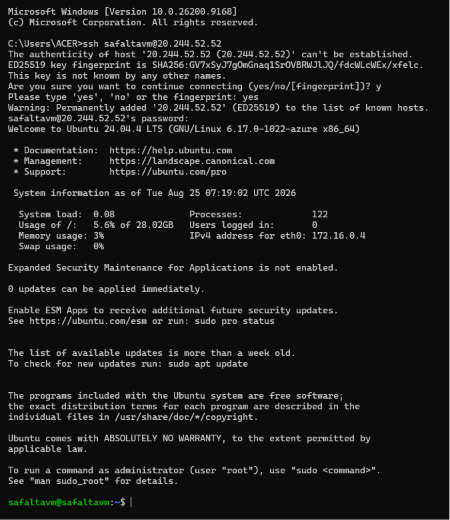 Microsoft Windows [Version 10.0.26200.9168]
(c) Microsoft Corporation. All rights reserved.
C:\Users\ACER>ssh safaltavm@20.244.52.52
The authenticity of host '20.244.52.52 (20.244.52.52)' can't be established.
ED25519 key fingerprint is SHA256:GV7xSyJ7gOmGnaq1SrOVBRWJlJQ/fdcWLcWEx/xfelc.
This key is not known by any other names.
Are you sure you want to continue connecting (yes/no/[fingerprint])? y
Please type 'yes', 'no' or the fingerprint: yes
Warning: Permanently added '20.244.52.52' (ED25519) to the list of known hosts.
safaltavm@20.244.52.52's password:
Welcome to Ubuntu 24.04.4 LTS (GNU/Linux 6.17.0-1022-azure x86_64)
* Documentation:  https://help.ubuntu.com
* Management:     https://landscape.canonical.com
* Support:        https://ubuntu.com/pro
System information as of Tue Aug 25 07:19:02 UTC 2026
System load:  0.08              Processes:             122
Usage of /:   5.6% of 28.02GB   Users logged in:       0
Memory usage: 3%                IPv4 address for eth0: 172.16.0.4
Swap usage:   0%
Expanded Security Maintenance for Applications is not enabled.
0 updates can be applied immediately.
Enable ESM Apps to receive additional future security updates.
See https://ubuntu.com/esm or run: sudo pro status
The list of available updates is more than a week old.
To check for new updates run: sudo apt update
The programs included with the Ubuntu system are free software;
the exact distribution terms for each program are described in the
individual files in /usr/share/doc/*/copyright.
Ubuntu comes with ABSOLUTELY NO WARRANTY, to the extent permitted by
applicable law.
To run a command as administrator (user "root"), use "sudo <command>".
See "man sudo_root" for details.
safaltavm@safaltavm:~$